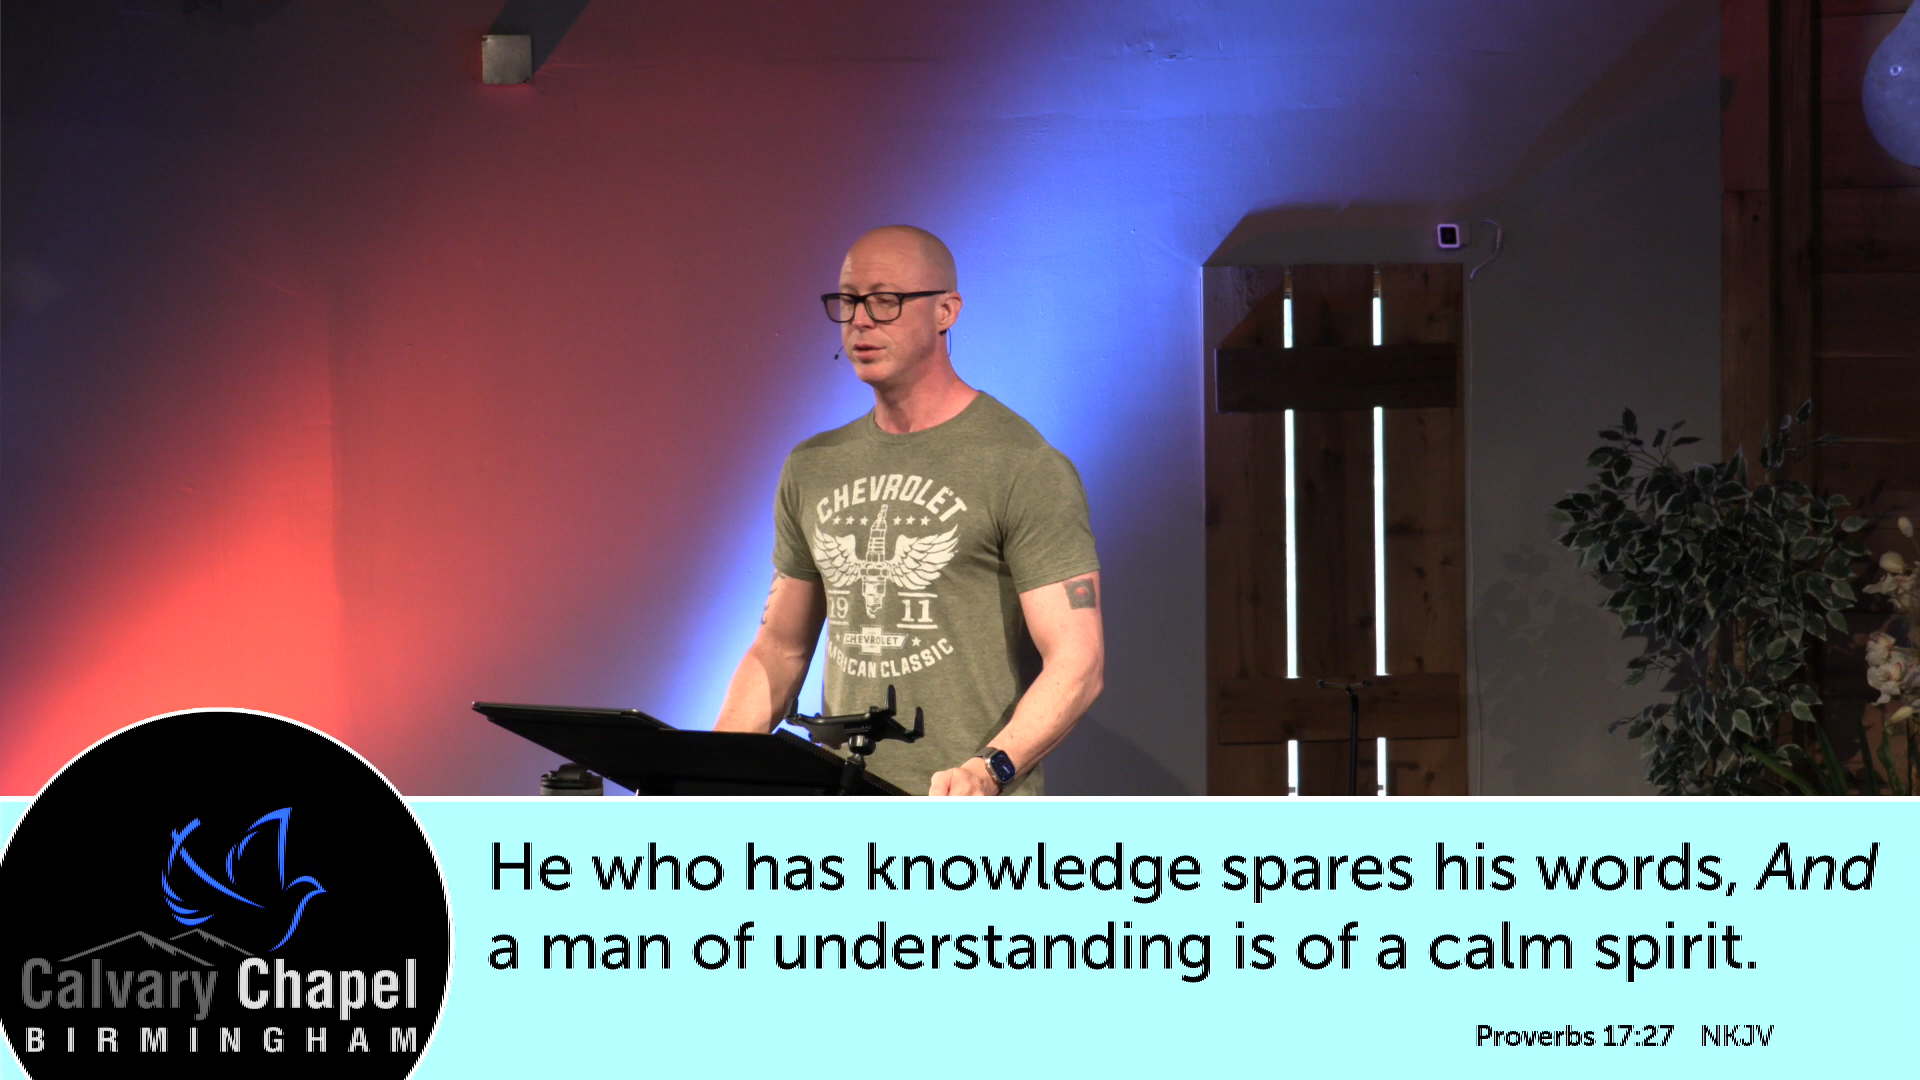 CHEVROLET
19 11
CHEVROLET
AMERICAN CLASSIC
He who has knowledge spares his words, And
a man of understanding is of a calm spirit.
Proverbs 17:27 NKJV
Calvary Chapel
BIRMINGHAM